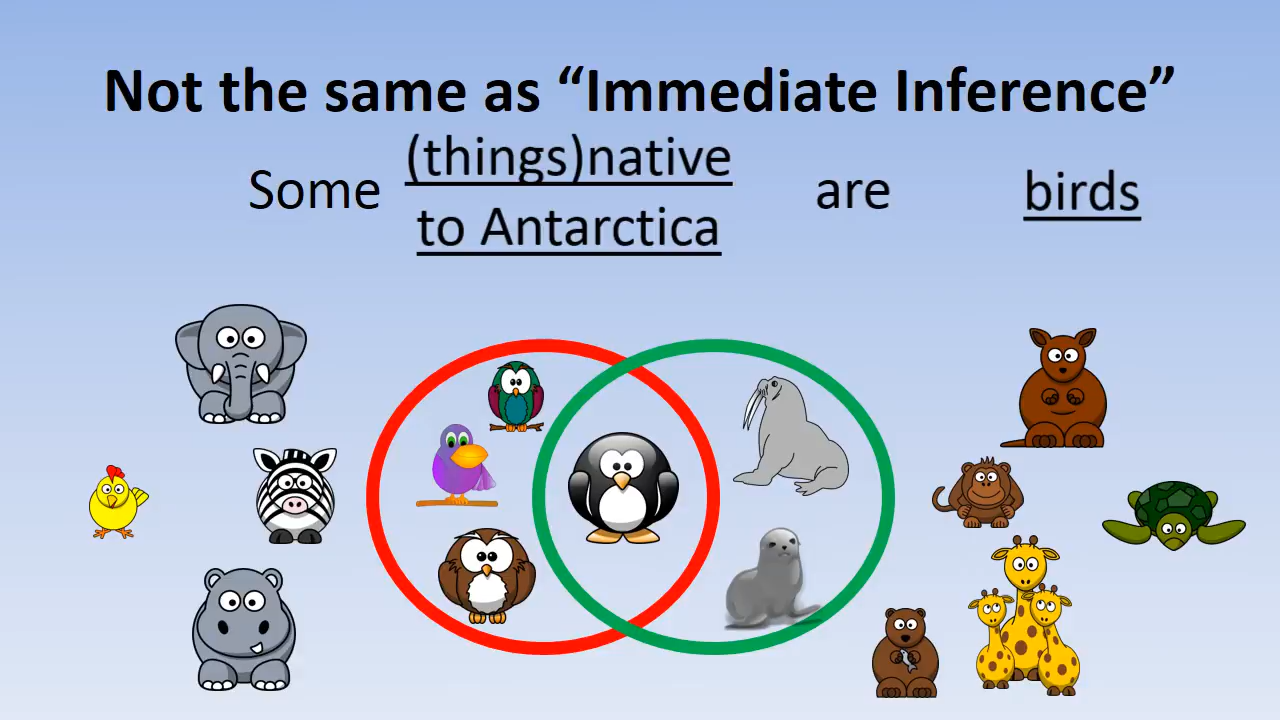 Not the same as “Immediate Inference”
Some (things)native to Antarctica are birds